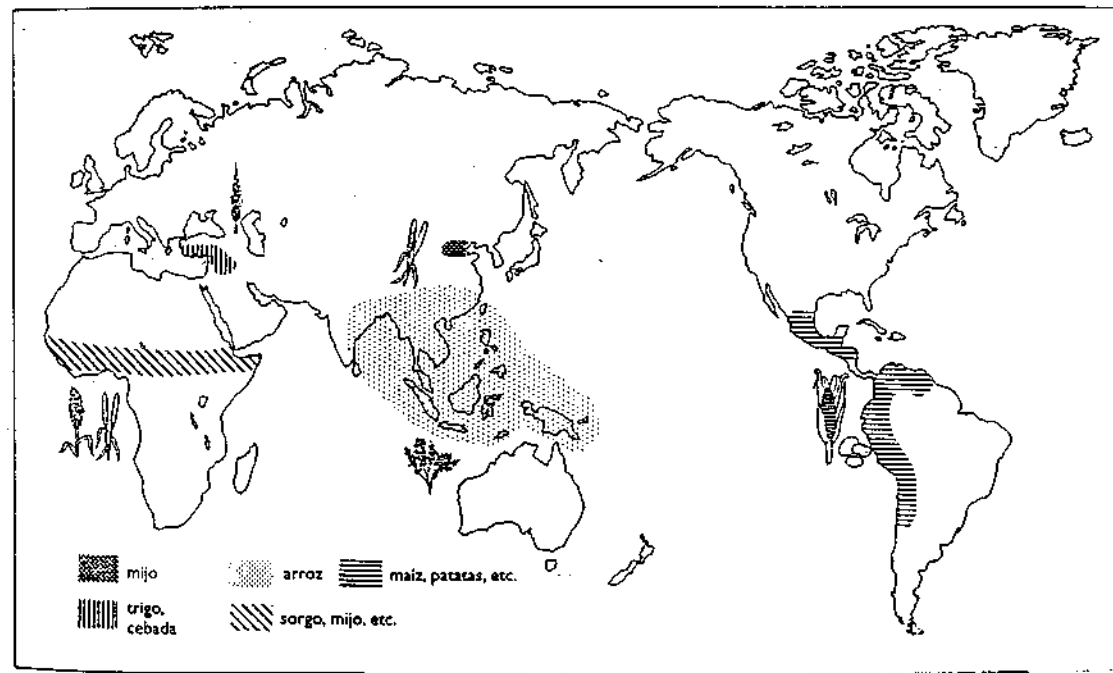 mijo
arroz
maíz, patatas, etc.
trigo,
cebada
sorgo, mijo, etc.